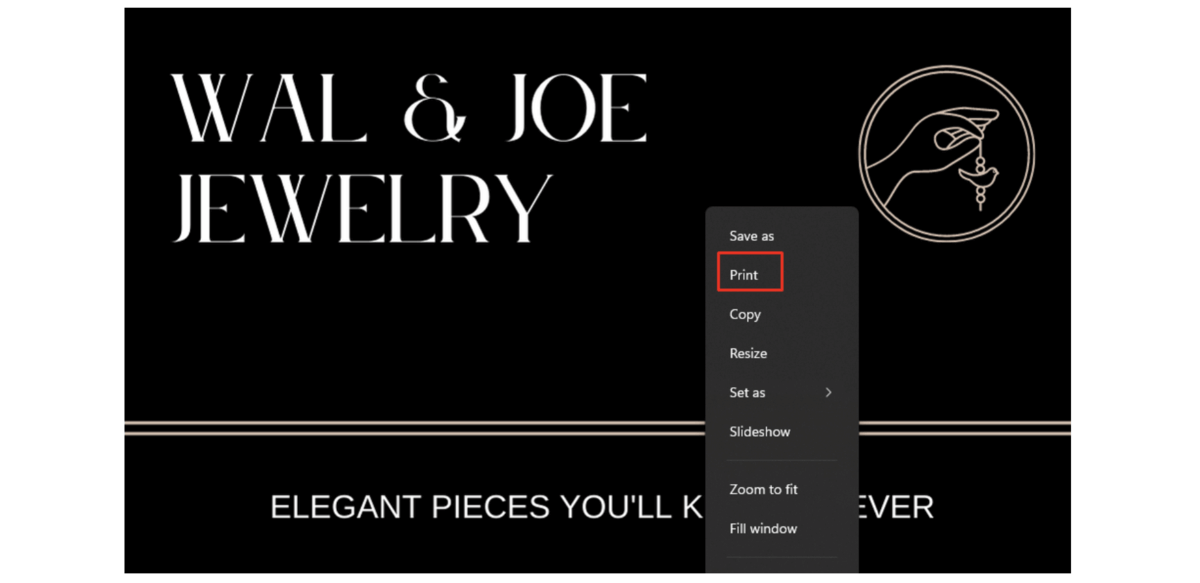 WAL & JOE
JEWELRY
Save as
Print
Copy
Resize
Set as
Slideshow
Zoom to fit
Fill window
ELEGANT PIECES YOU'LL K EVER